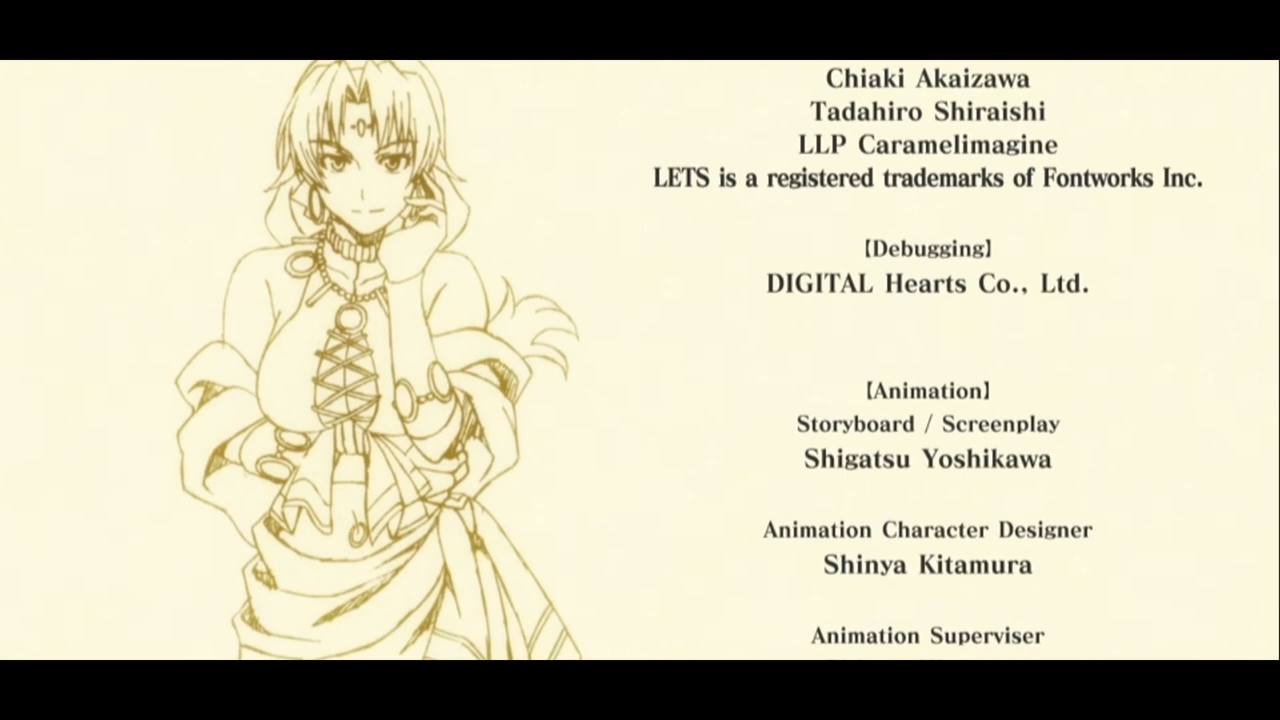 Chiaki Akaizawa
Tadahiro Shiraishi
LLP Caramelimagine
LETS is a registered trademarks of Fontworks Inc.
【Debugging】
DIGITAL Hearts Co., Ltd.
【Animation】
Storyboard / Screenplay
Shigatsu Yoshikawa
Animation Character Designer
Shinya Kitamura
Animation Superviser